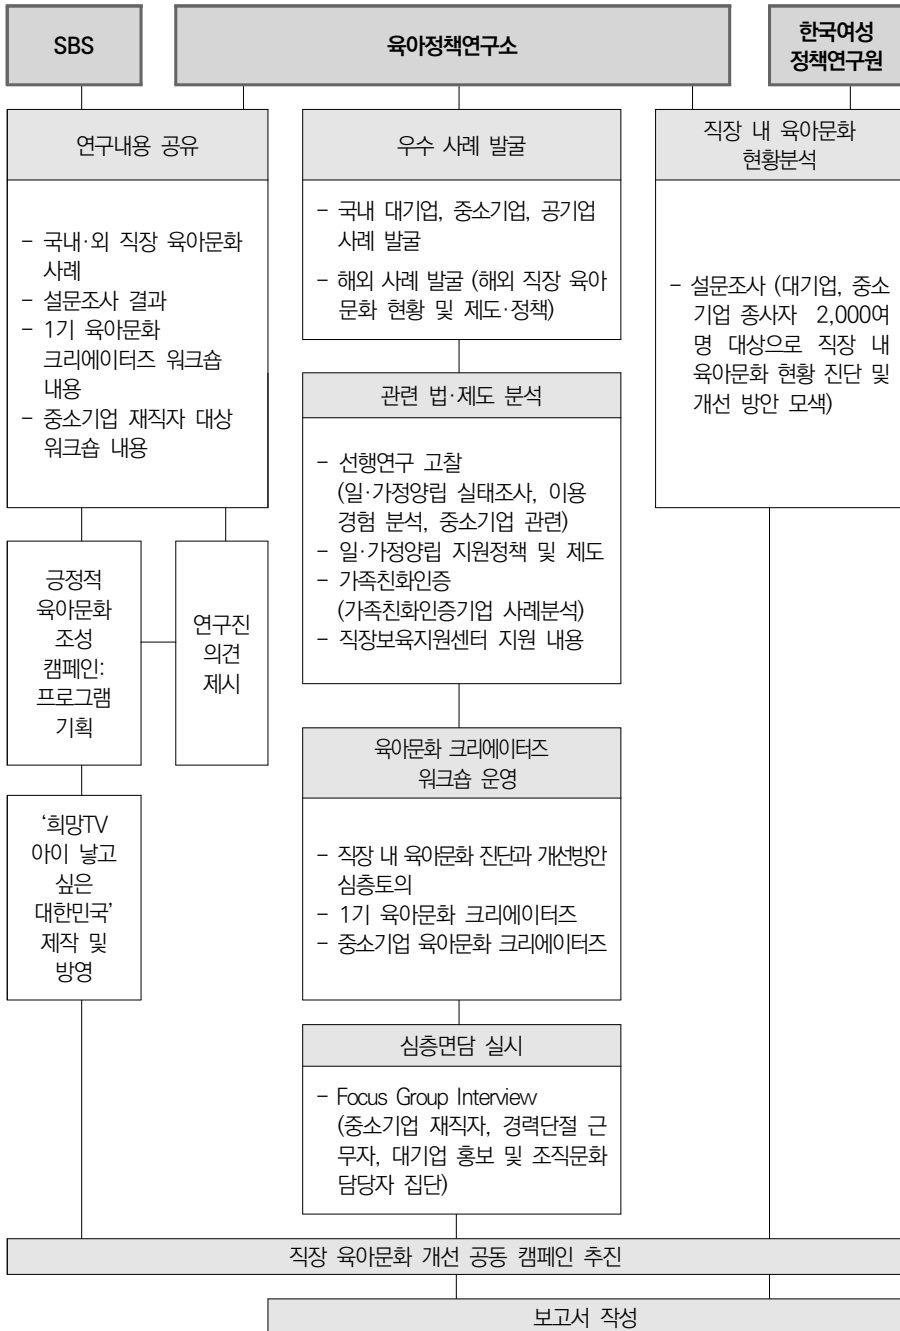 SBS
육아정책연구소
한국여성
정책연구원
연구내용 공유
- 국내·외 직장 육아문화
사례
- 설문조사 결과
- 1기 육아문화
크리에이터즈 워크숍
내용
- 중소기업 재직자 대상
워크숍 내용
긍정적
육아문화
조성
캠페인:
프로그램
기획
연구진
의견
제시
‘희망TV
아이 낳고
싶은
대한민국’
제작 및
방영
우수 사례 발굴
- 국내 대기업, 중소기업, 공기업
사례 발굴
- 해외 사례 발굴 (해외 직장 육아
문화 현황 및 제도·정책)
관련 법·제도 분석
- 선행연구 고찰
(일·가정양립 실태조사, 이용
경험 분석, 중소기업 관련)
- 일·가정양립 지원정책 및 제도
- 가족친화인증
(가족친화인증기업 사례분석)
- 직장보육지원센터 지원 내용
육아문화 크리에이터즈
워크숍 운영
- 직장 내 육아문화 진단과 개선방안
심층토의
- 1기 육아문화 크리에이터즈
- 중소기업 육아문화 크리에이터즈
심층면담 실시
- Focus Group Interview
(중소기업 재직자, 경력단절 근
무자, 대기업 홍보 및 조직문화
담당자 집단)
직장 내 육아문화
현황분석
- 설문조사 (대기업, 중소
기업 종사자 2,000여
명 대상으로 직장 내
육아문화 현황 진단 및
개선 방안 모색)
직장 육아문화 개선 공동 캠페인 추진
보고서 작성